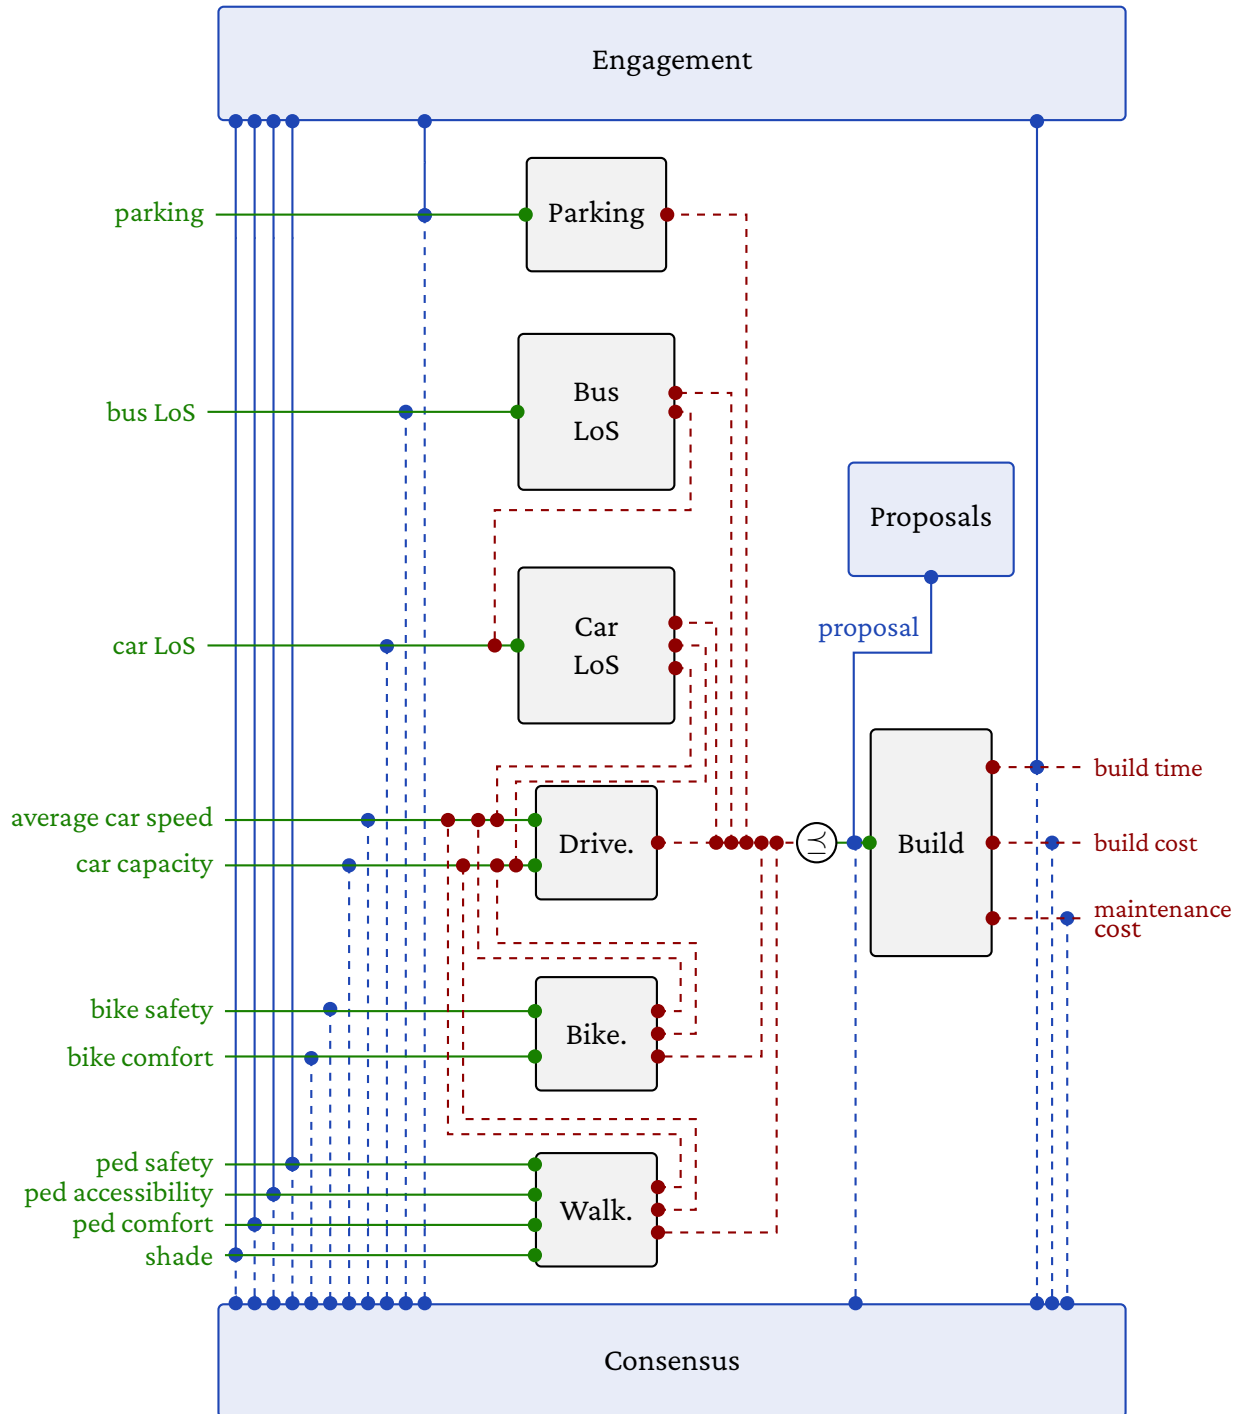 Engagement
parking
Parking
bus LoS
Bus
LoS
Proposals
proposal
car LoS
Car
LoS
build time
average car speed
Drive.
⪯
Build
build cost
car capacity
maintenance
cost
bike safety
Bike.
bike comfort
ped safety
ped accessibility
Walk.
ped comfort
shade
Consensus